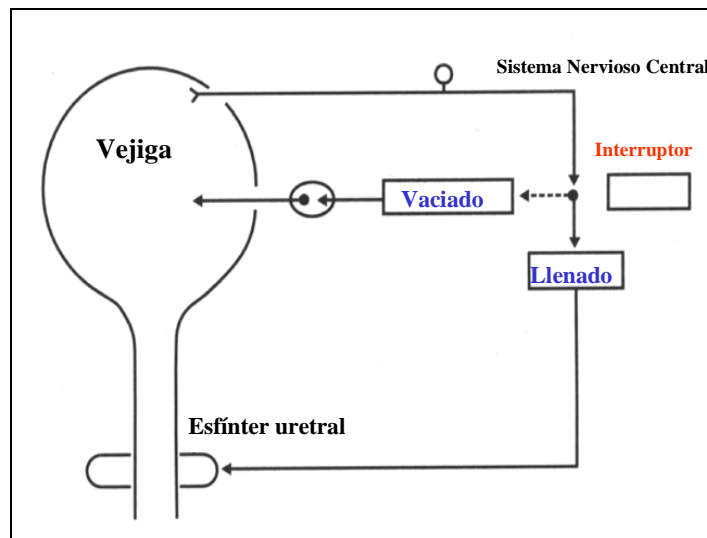 Sistema Nervioso Central
Vejiga
Interruptor
Vaciado
Llenado
Esfínter uretral